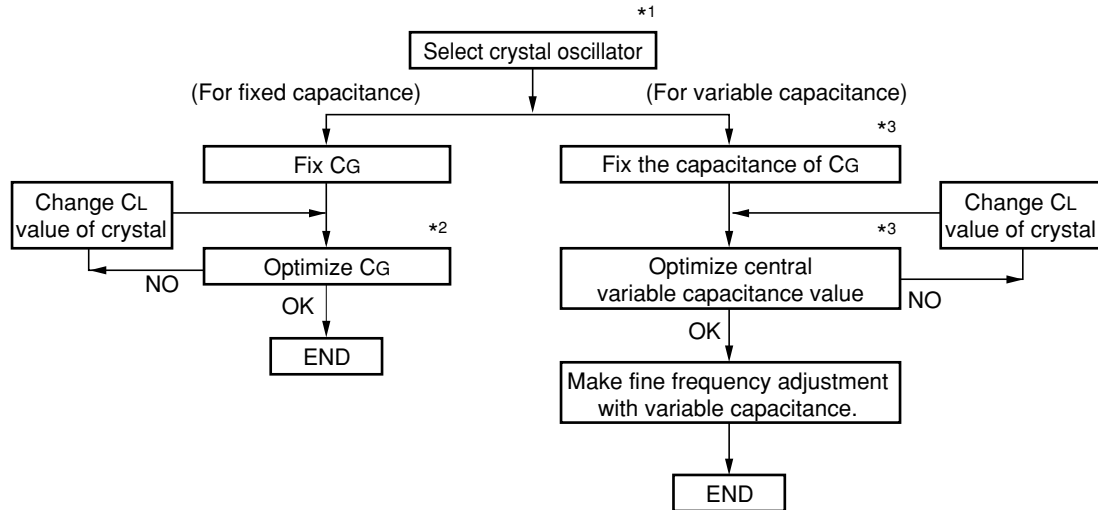 *1
Select crystal oscillator
(For fixed capacitance)
(For variable capacitance)
*3
Fix CG
Fix the capacitance of CG
Change CL
value of crystal
Change CL
value of crystal
*2
*3
Optimize CG
NO
Optimize central
variable capacitance value
NO
OK
OK
END
Make fine frequency adjustment
with variable capacitance.
END